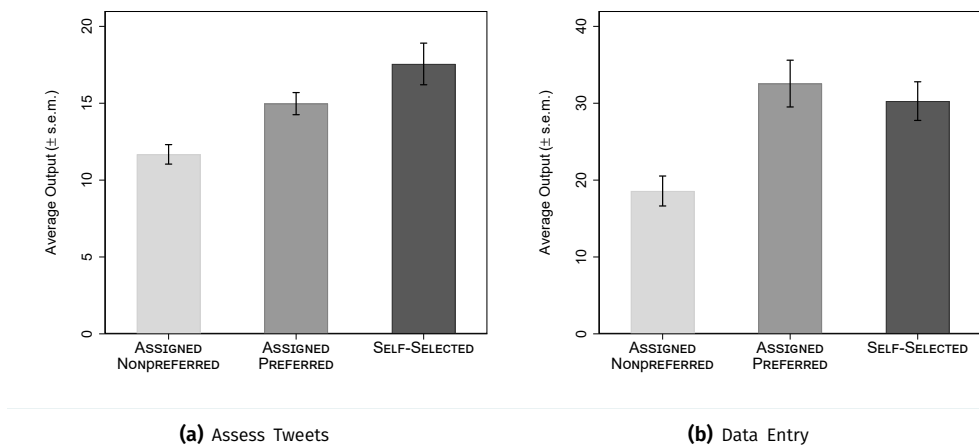 Average Output (± s.e.m.)
20
15
10
5
0
ASSIGNED
NONPREFERRED
ASSIGNED
PREFERRED
SELF-SELECTED
(a) Assess Tweets
Average Output (± s.e.m.)
40
30
20
10
0
ASSIGNED
NONPREFERRED
ASSIGNED
PREFERRED
SELF-SELECTED
(b) Data Entry